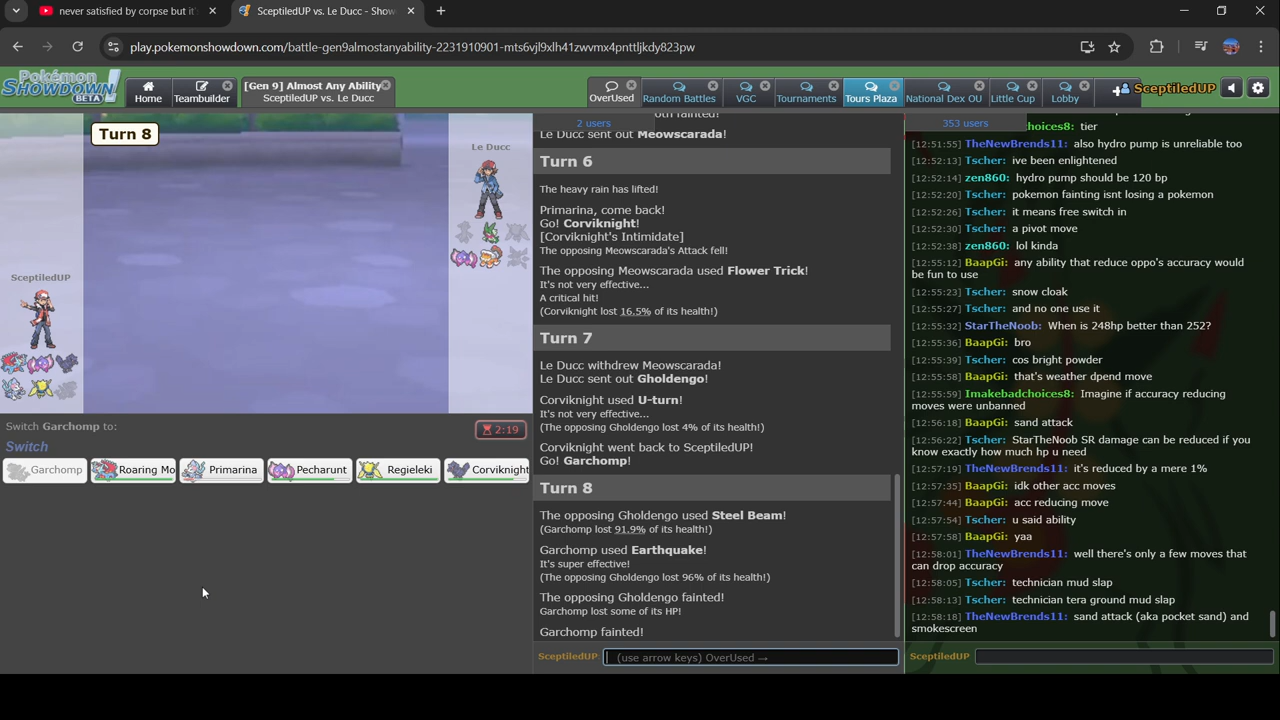 never satisfied by corpse but it'
SceptiledUP vs. Le Ducc - Show
play.pokemonshowdown.com/battle-gen9almostanyability-2231910901-mts6vjl9xlh41zwvmx4pnttljkdy823pw
Pokémon
SHOWDOWN!
BETA
Home
Teambuilder
[Gen 9] Almost Any Ability
SceptiledUP vs. Le Ducc
OverUsed
Random Battles
VGC
Tournaments
Tours Plaza
National Dex OU
Little Cup
Lobby
SceptiledUP
Turn 8
Le Ducc
SceptiledUP
Switch Garchomp to:
2:19
Switch
Garchomp
Roaring Mo
Primarina
Pecharunt
Regieleki
Corviknight
2 users
Le Ducc sent out Meowscarada!
Turn 6
The heavy rain has lifted!
Primarina, come back!
Go! Corviknight!
[Corviknight's Intimidate]
The opposing Meowscarada's Attack fell!
The opposing Meowscarada used Flower Trick!
It's not very effective...
A critical hit!
(Corviknight lost 16.5% of its health!)
Turn 7
Le Ducc withdrew Meowscarada!
Le Ducc sent out Gholdengo!
Corviknight used U-turn!
It's not very effective...
(The opposing Gholdengo lost 4% of its health!)
Corviknight went back to SceptiledUP!
Go! Garchomp!
Turn 8
The opposing Gholdengo used Steel Beam!
(Garchomp lost 91.9% of its health!)
Garchomp used Earthquake!
It's super effective!
(The opposing Gholdengo lost 96% of its health!)
The opposing Gholdengo fainted!
Garchomp lost some of its HP!
Garchomp fainted!
SceptiledUP: (use arrow keys) OverUsed →
353 users
choices8: tier
[12:51:55] TheNewBrends11: also hydro pump is unreliable too
[12:52:13] Tscher: ive been enlightened
[12:52:14] zen860: hydro pump should be 120 bp
[12:52:20] Tscher: pokemon fainting isnt losing a pokemon
[12:52:26] Tscher: it means free switch in
[12:52:30] Tscher: a pivot move
[12:52:38] zen860: lol kinda
[12:55:12] BaapGi: any ability that reduce oppo's accuracy would
be fun to use
[12:55:23] Tscher: snow cloak
[12:55:27] Tscher: and no one use it
[12:55:32] StarTheNoob: When is 248hp better than 252?
[12:55:36] BaapGi: bro
[12:55:39] Tscher: cos bright powder
[12:55:58] BaapGi: that's weather dpend move
[12:55:59] Imakebadchoices8: Imagine if accuracy reducing
moves were unbanned
[12:56:18] BaapGi: sand attack
[12:56:22] Tscher: StarTheNoob SR damage can be reduced if you
know exactly how much hp u need
[12:57:19] TheNewBrends11: it's reduced by a mere 1%
[12:57:35] BaapGi: idk other acc moves
[12:57:44] BaapGi: acc reducing move
[12:57:54] Tscher: u said ability
[12:57:58] BaapGi: yaa
[12:58:01] TheNewBrends11: well there's only a few moves that
can drop accuracy
[12:58:05] Tscher: technician mud slap
[12:58:13] Tscher: technician tera ground mud slap
[12:58:18] TheNewBrends11: sand attack (aka pocket sand) and
smokescreen
SceptiledUP: